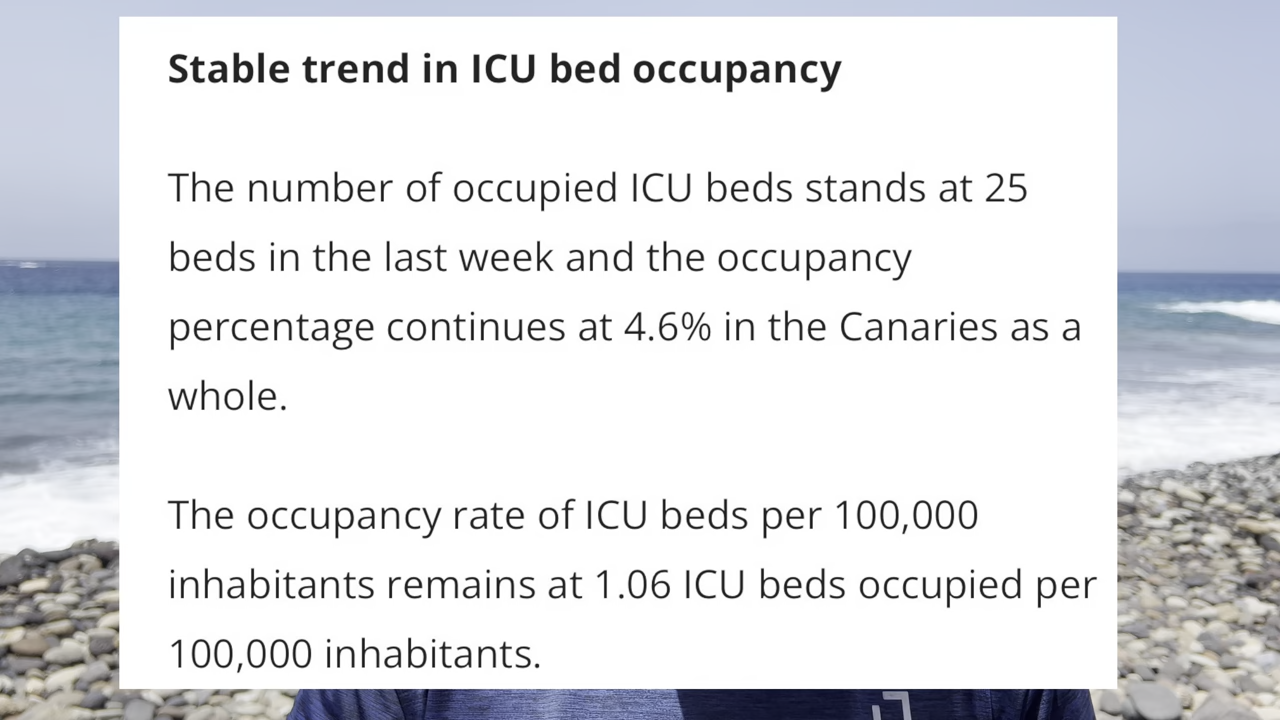 Stable trend in ICU bed occupancy
The number of occupied ICU beds stands at 25
beds in the last week and the occupancy
percentage continues at 4.6% in the Canaries as a
whole.
The occupancy rate of ICU beds per 100,000
inhabitants remains at 1.06 ICU beds occupied per
100,000 inhabitants.